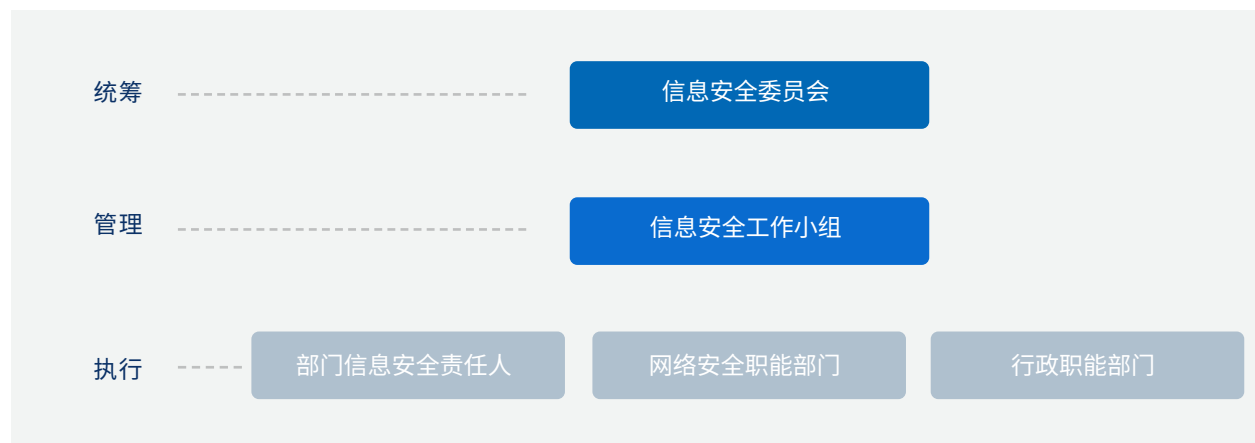 统筹
信息安全委员会
管理
信息安全工作小组
执行
部门信息安全责任人
网络安全职能部门
行政职能部门